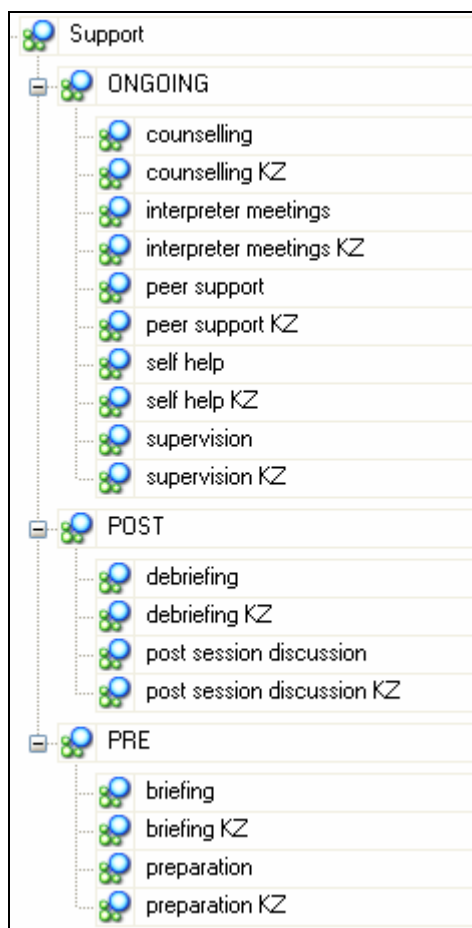 Support
ONGOING
counselling
counselling KZ
interpreter meetings
interpreter meetings KZ
peer support
peer support KZ
self help
self help KZ
supervision
supervision KZ
POST
debriefing
debriefing KZ
post session discussion
post session discussion KZ
PRE
briefing
briefing KZ
preparation
preparation KZ